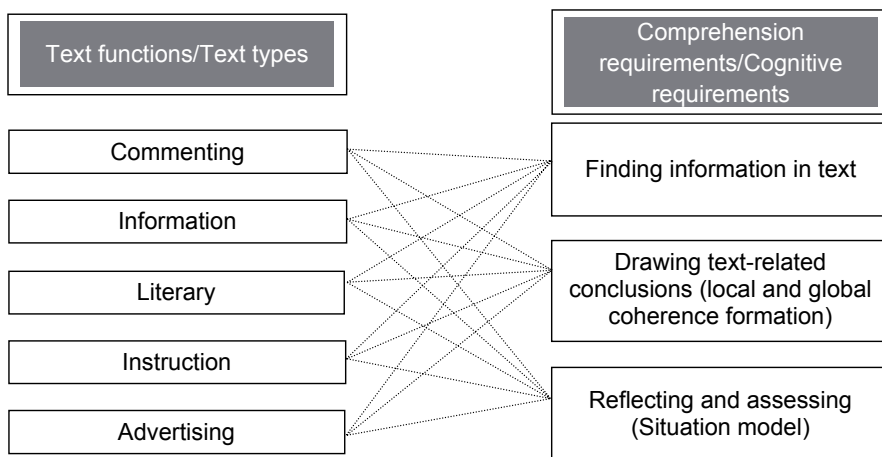 Text functions/Text types
Commenting
Information
Literary
Instruction
Advertising
Comprehension
requirements/Cognitive
requirements
Finding information in text
Drawing text-related
conclusions (local and global
coherence formation)
Reflecting and assessing
(Situation model)